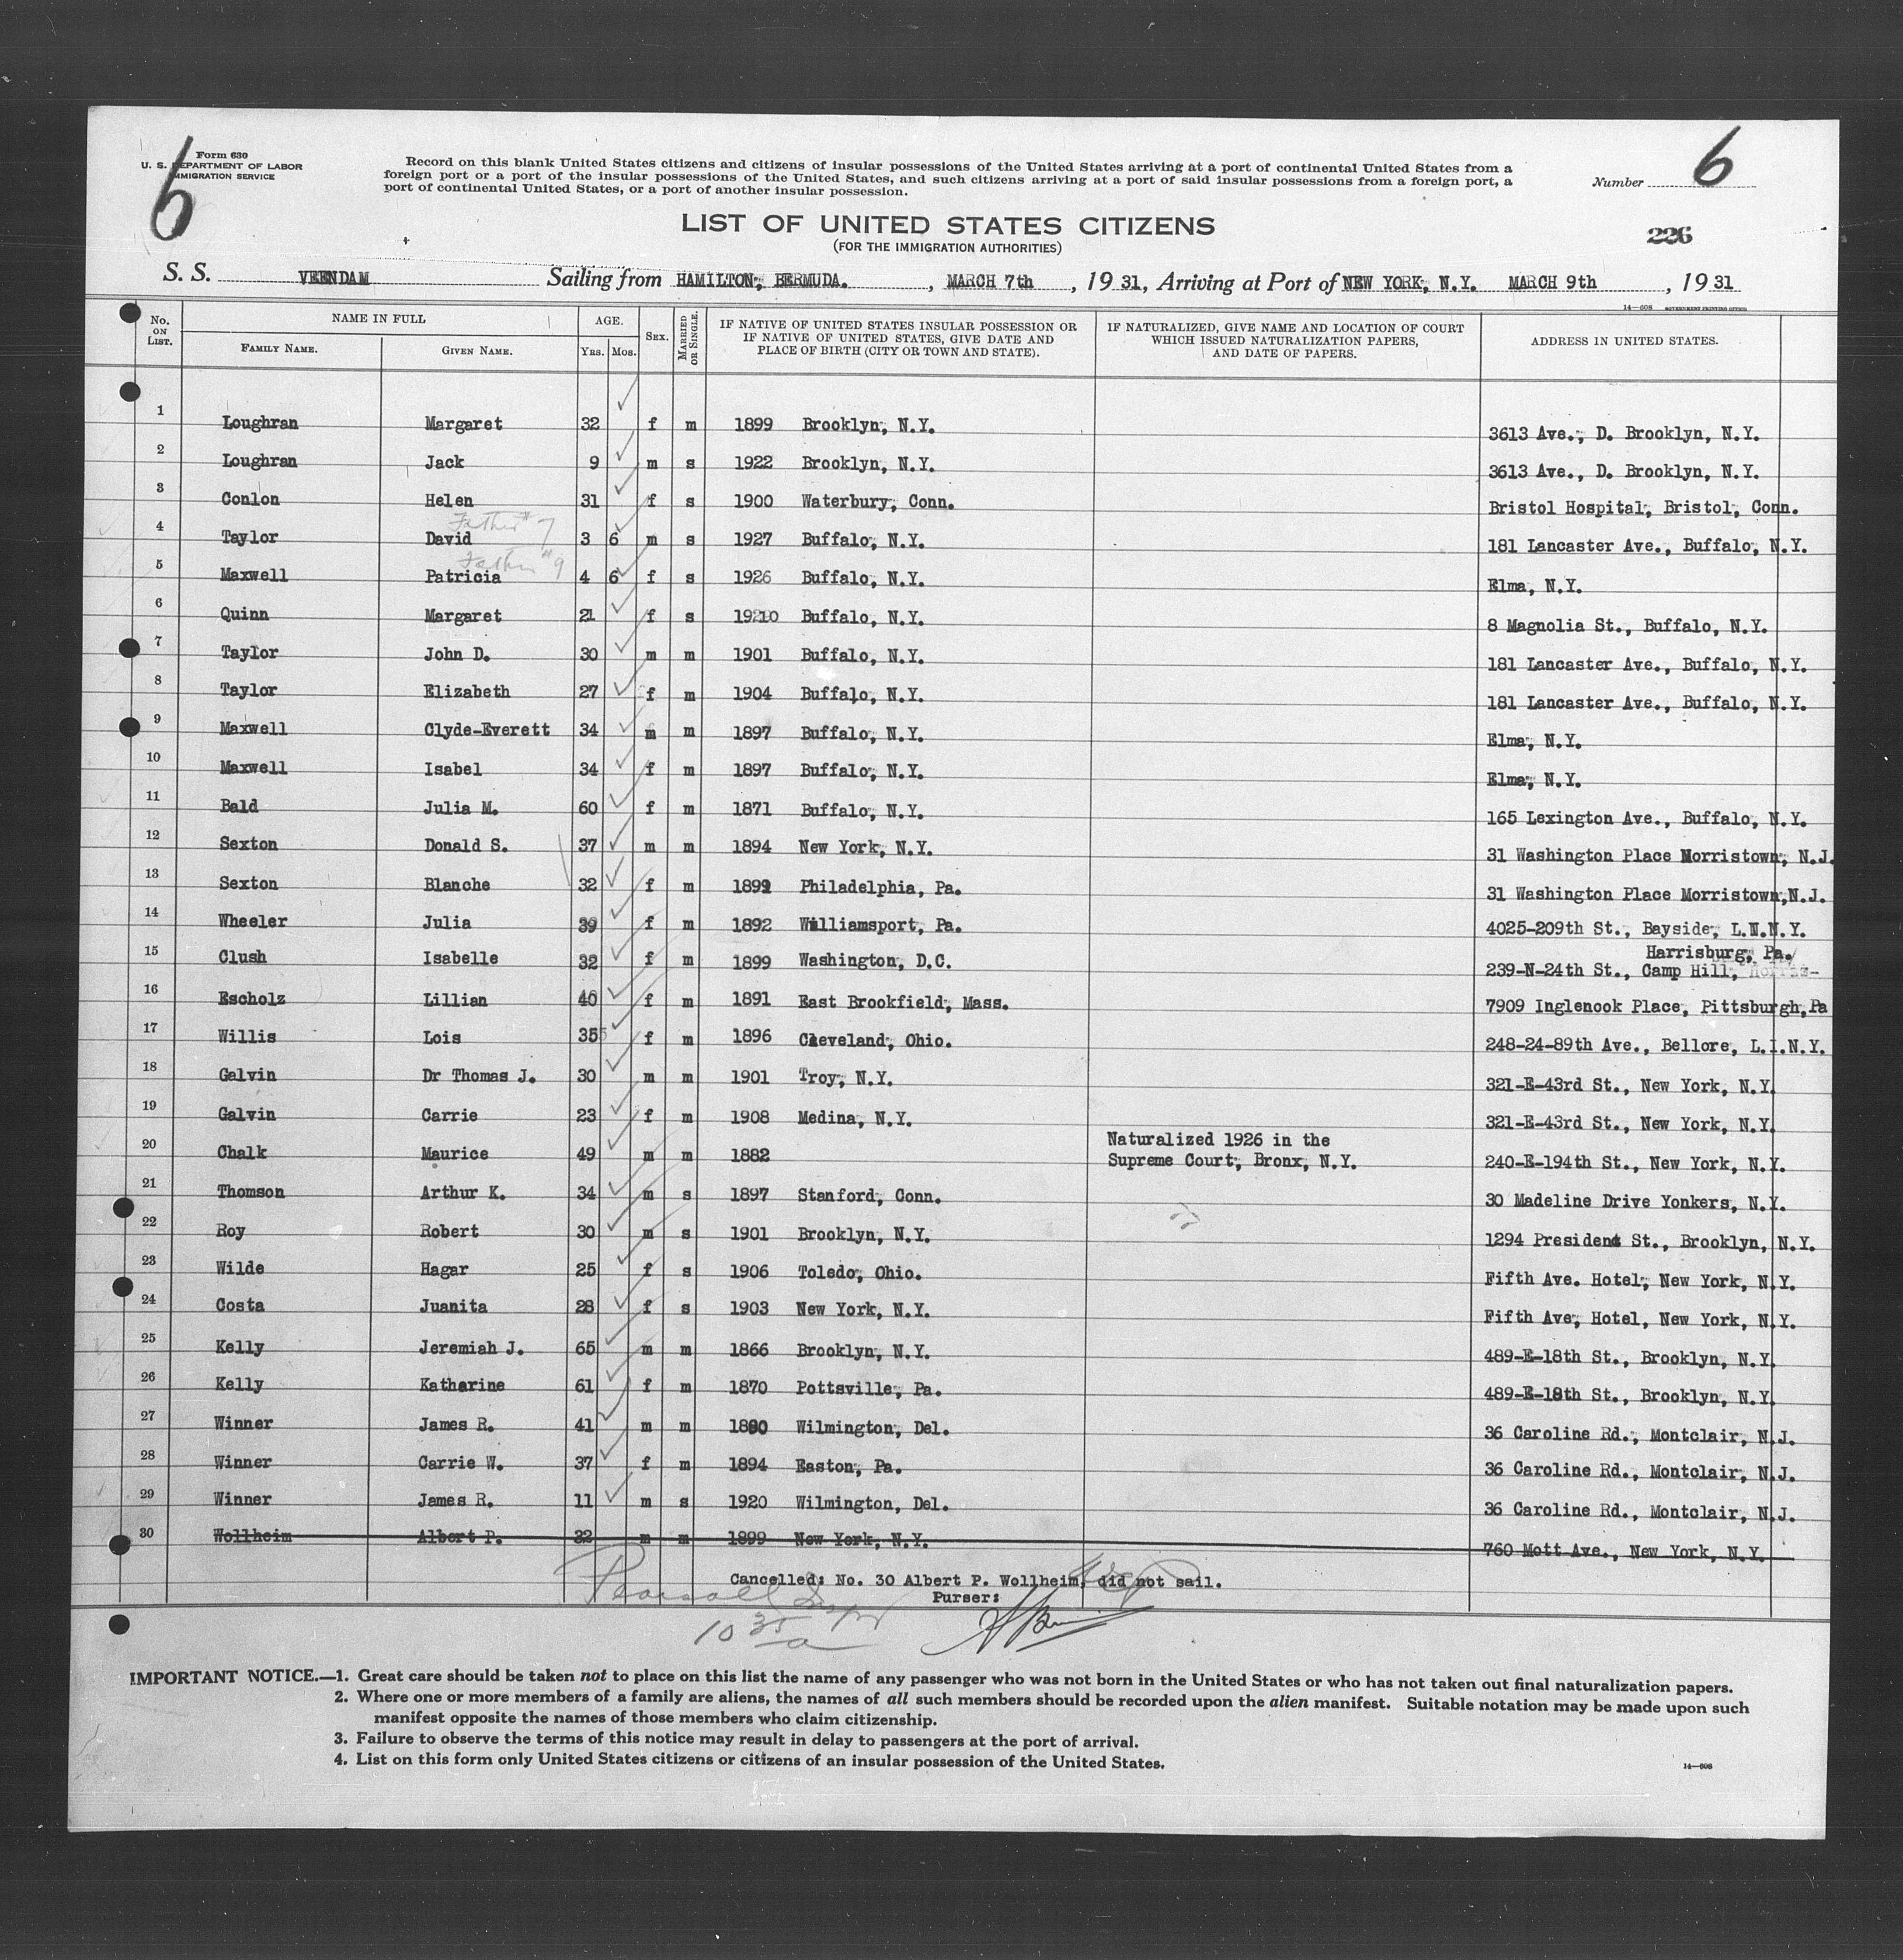 Form 630
U. S. DEPARTMENT OF LABOR
IMMIGRATION SERVICE
6
Record on this blank United States citizens and citizens of insular possessions of the United States arriving at a port of continental United States from a
foreign port or a port of the insular possessions of the United States, and such citizens arriving at a port of said insular possessions from a foreign port, a
port of continental United States, or a port of another insular possession.
Number 6
LIST OF UNITED STATES CITIZENS
(FOR THE IMMIGRATION AUTHORITIES)
226
S. S. VEENDAM Sailing from HAMILTON, BERMUDA. , MARCH 7th , 19 31, Arriving at Port of NEW YORK, N.Y. MARCH 9th , 19 31
14—608 GOVERNMENT PRINTING OFFICE
No. ON LIST. NAME IN FULL AGE. SEX. MARRIED OR SINGLE. IF NATIVE OF UNITED STATES INSULAR POSSESSION OR IF NATIVE OF UNITED STATES, GIVE DATE AND PLACE OF BIRTH (CITY OR TOWN AND STATE). IF NATURALIZED, GIVE NAME AND LOCATION OF COURT WHICH ISSUED NATURALIZATION PAPERS, AND DATE OF PAPERS. ADDRESS IN UNITED STATES.
FAMILY NAME. GIVEN NAME. YRS. MOS.
1 Loughran Margaret 32 f m 1899 Brooklyn, N.Y. 3613 Ave., D. Brooklyn, N.Y.
2 Loughran Jack 9 m s 1922 Brooklyn, N.Y. 3613 Ave., D. Brooklyn, N.Y.
3 Conlon Helen 31 f s 1900 Waterbury, Conn. Bristol Hospital, Bristol, Conn.
Father # 7
4 Taylor David 3 6 m s 1927 Buffalo, N.Y. 181 Lancaster Ave., Buffalo, N.Y.
Father # 9
5 Maxwell Patricia 4 6 f s 1926 Buffalo, N.Y. Elma, N.Y.
6 Quinn Margaret 21 f s 1910 Buffalo, N.Y. 8 Magnolia St., Buffalo, N.Y.
7 Taylor John D. 30 m m 1901 Buffalo, N.Y. 181 Lancaster Ave., Buffalo, N.Y.
8 Taylor Elizabeth 27 f m 1904 Buffalo, N.Y. 181 Lancaster Ave., Buffalo, N.Y.
9 Maxwell Clyde-Everett 34 m m 1897 Buffalo, N.Y. Elma, N.Y.
10 Maxwell Isabel 34 f m 1897 Buffalo, N.Y. Elma, N.Y.
11 Bald Julia M. 60 f m 1871 Buffalo, N.Y. 165 Lexington Ave., Buffalo, N.Y.
12 Sexton Donald S. 37 m m 1894 New York, N.Y. 31 Washington Place Morristown, N.J.
13 Sexton Blanche 32 f m 1899 Philadelphia, Pa. 31 Washington Place Morristown,N.J.
14 Wheeler Julia 39 f m 1892 Williamsport, Pa. 4025-209th St., Bayside, L.N.N.Y.
Harrisburg, Pa.
15 Clush Isabelle 32 f m 1899 Washington, D.C. 239-N-24th St., Camp Hill,
16 Escholz Lillian 40 f m 1891 East Brookfield, Mass. 7909 Inglenook Place, Pittsburgh,Pa
17 Willis Lois 35 f m 1896 Cleveland, Ohio. 248-24-89th Ave., Bellore, L.I.N.Y.
18 Galvin Dr Thomas J. 30 m m 1901 Troy, N.Y. 321-E-43rd St., New York, N.Y.
19 Galvin Carrie 23 f m 1908 Medina, N.Y. 321-E-43rd St., New York, N.Y.
20 Chalk Maurice 49 m m 1882 Naturalized 1926 in the Supreme Court, Bronx, N.Y. 240-E-194th St., New York, N.Y.
21 Thomson Arthur K. 34 m s 1897 Stanford, Conn. 30 Madeline Drive Yonkers, N.Y.
22 Roy Robert 30 m s 1901 Brooklyn, N.Y. 1294 President St., Brooklyn, N.Y.
23 Wilde Hagar 25 f s 1906 Toledo, Ohio. Fifth Ave. Hotel, New York, N.Y.
24 Costa Juanita 28 f s 1903 New York, N.Y. Fifth Ave, Hotel, New York, N.Y.
25 Kelly Jeremiah J. 65 m m 1866 Brooklyn, N.Y. 489-E-18th St., Brooklyn, N.Y.
26 Kelly Katharine 61 f m 1870 Pottsville, Pa. 489-E-18th St., Brooklyn, N.Y.
27 Winner James R. 41 m m 1890 Wilmington, Del. 36 Caroline Rd., Montclair, N.J.
28 Winner Carrie W. 37 f m 1894 Easton, Pa. 36 Caroline Rd., Montclair, N.J.
29 Winner James R. 11 m s 1920 Wilmington, Del. 36 Caroline Rd., Montclair, N.J.
30 Wollheim Albert P. 32 m m 1899 New York, N.Y. 760 Mott Ave., New York, N.Y.
Cancelled: No. 30 Albert P. Wollheim, did not sail.
Purser:
10 35 a
IMPORTANT NOTICE.—1. Great care should be taken not to place on this list the name of any passenger who was not born in the United States or who has not taken out final naturalization papers.
2. Where one or more members of a family are aliens, the names of all such members should be recorded upon the alien manifest. Suitable notation may be made upon such
manifest opposite the names of those members who claim citizenship.
3. Failure to observe the terms of this notice may result in delay to passengers at the port of arrival.
4. List on this form only United States citizens or citizens of an insular possession of the United States.
14—608